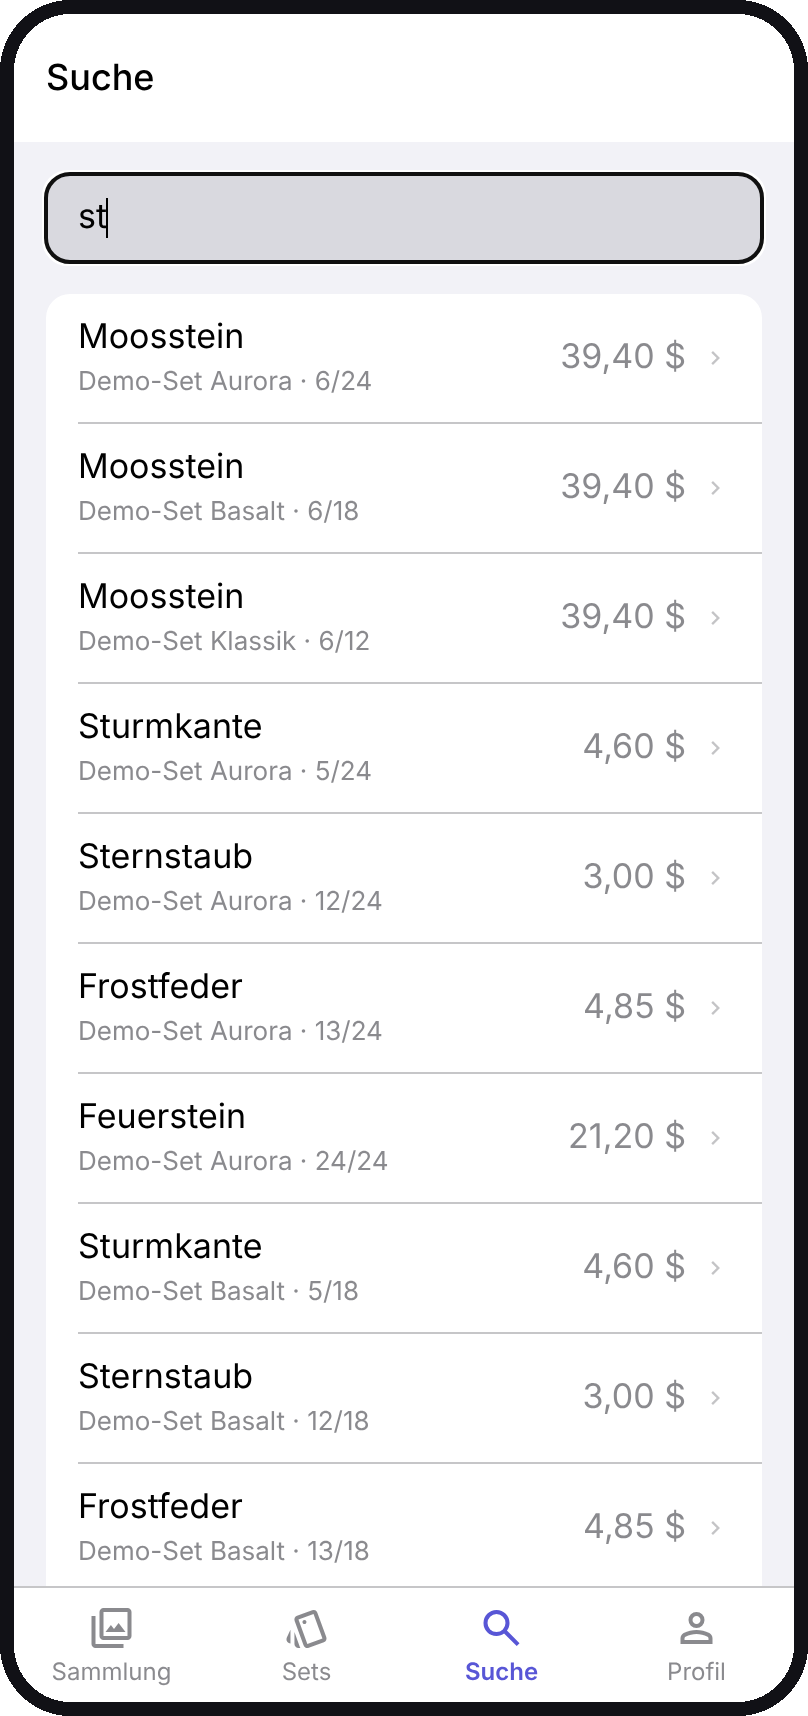 Suche
st
Moosstein
39,40 $
Demo-Set Aurora · 6/24
Moosstein
39,40 $
Demo-Set Basalt · 6/18
Moosstein
39,40 $
Demo-Set Klassik · 6/12
Sturmkante
4,60 $
Demo-Set Aurora · 5/24
Sternstaub
3,00 $
Demo-Set Aurora · 12/24
Frostfeder
4,85 $
Demo-Set Aurora · 13/24
Feuerstein
21,20 $
Demo-Set Aurora · 24/24
Sturmkante
4,60 $
Demo-Set Basalt · 5/18
Sternstaub
3,00 $
Demo-Set Basalt · 12/18
Frostfeder
4,85 $
Demo-Set Basalt · 13/18
Sammlung
Sets
Suche
Profil